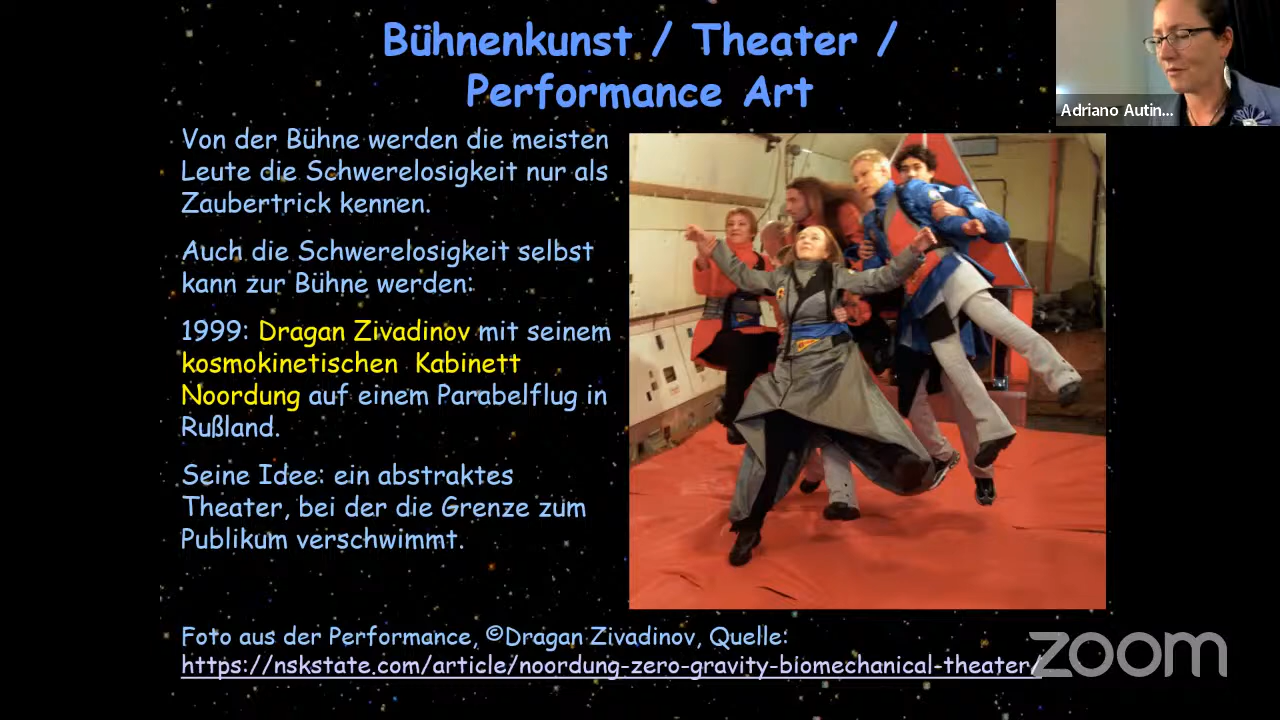 Bühnenkunst / Theater /
Performance Art
Adriano Autin...
Von der Bühne werden die meisten
Leute die Schwerelosigkeit nur als
Zaubertrick kennen.
Auch die Schwerelosigkeit selbst
kann zur Bühne werden:
1999: Dragan Zivadinov mit seinem
kosmokinetischen Kabinett
Noordung auf einem Parabelflug in
Rußland.
Seine Idee: ein abstraktes
Theater, bei der die Grenze zum
Publikum verschwimmt.
Foto aus der Performance, ©Dragan Zivadinov, Quelle:
https://nskstate.com/article/noordung-zero-gravity-biomechanical-theater/
zoom